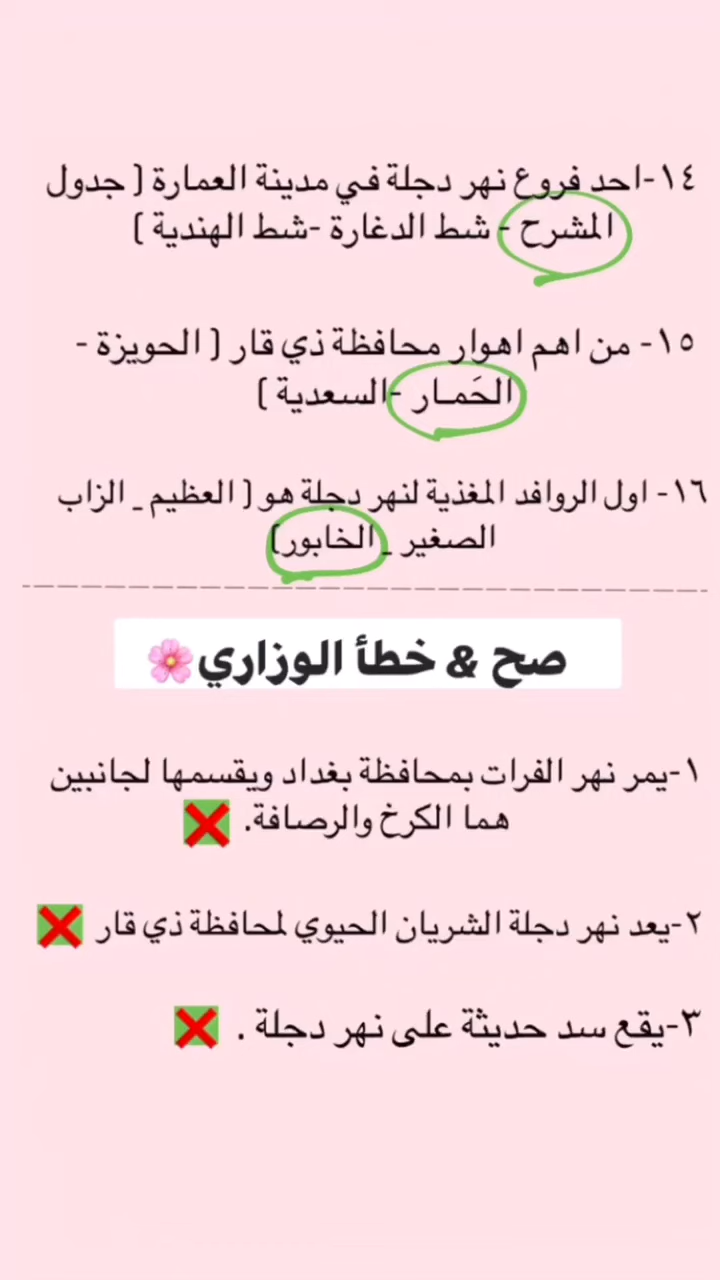 ١٤-احد فروع نهر دجلة في مدينة العمارة ( جدول
المشرح - شط الدغارة -شط الهندية )
١٥- من اهم اهوار محافظة ذي قار ( الحويزة -
الحَمـار -السعدية )
١٦- اول الروافد المغذية لنهر دجلة هو ( العظيم _ الزاب
الصغير _ الخابور)
صح & خطأ الوزاري🌸
١-يمر نهر الفرات بمحافظة بغداد ويقسمها لجانبين
هما الكرخ والرصافة. ❌
٢-يعد نهر دجلة الشريان الحيوي لمحافظة ذي قار ❌
٣-يقع سد حديثة على نهر دجلة . ❌